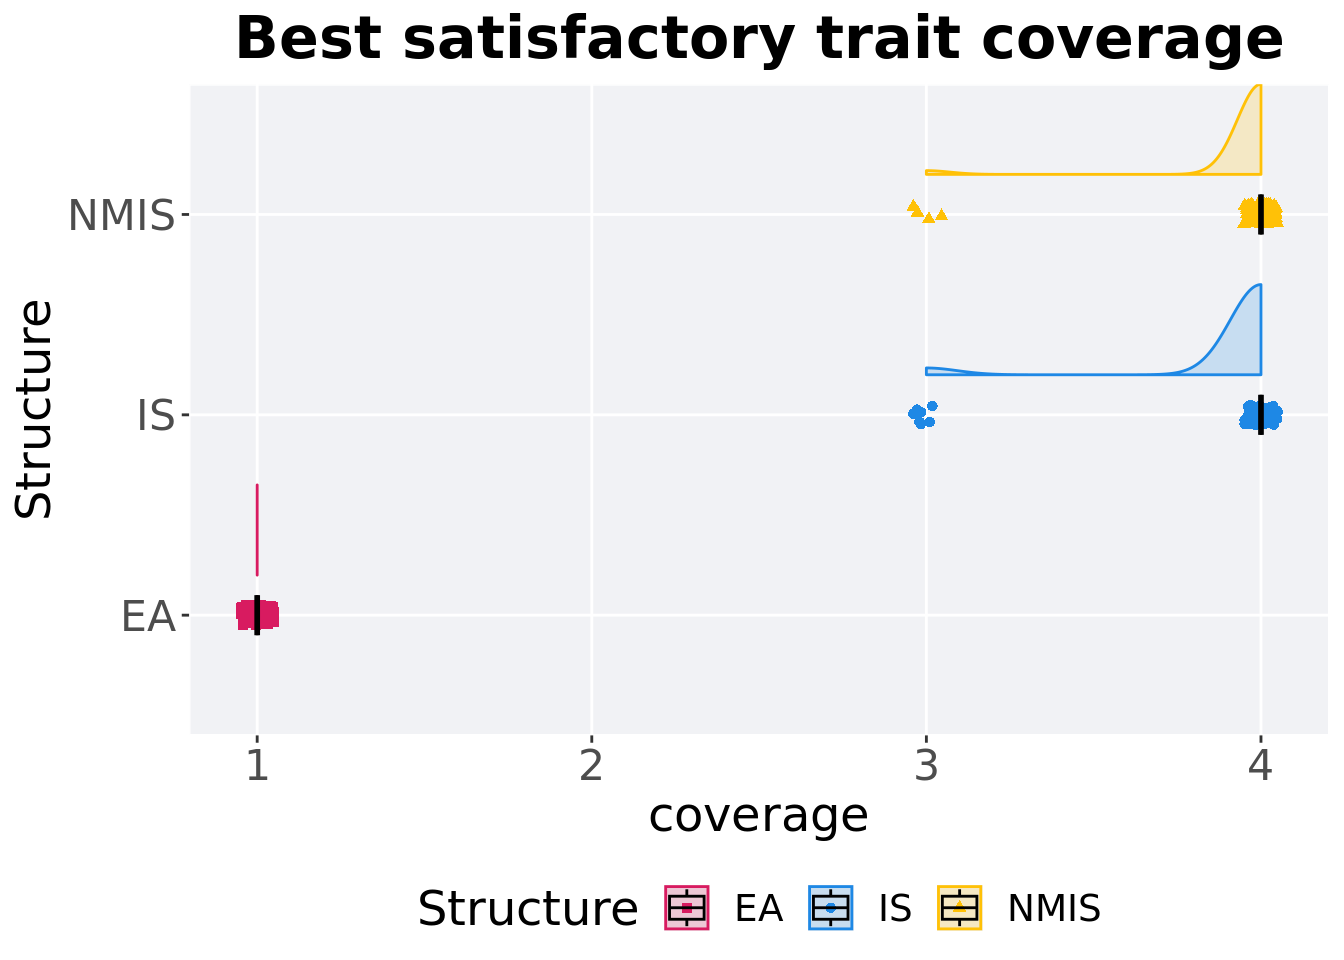 Best satisfactory trait coverage
NMIS
IS
EA
Structure
1 2 3 4
coverage
Structure EA IS NMIS